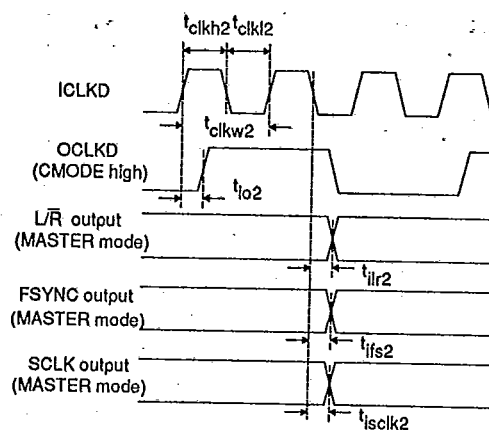 tclkh2 tclkl2
ICLKD
tclkw2
OCLKD
(CMODE high)
tio2
L/R̅ output
(MASTER mode)
tilr2
FSYNC output
(MASTER mode)
tifs2
SCLK output
(MASTER mode)
tisclk2